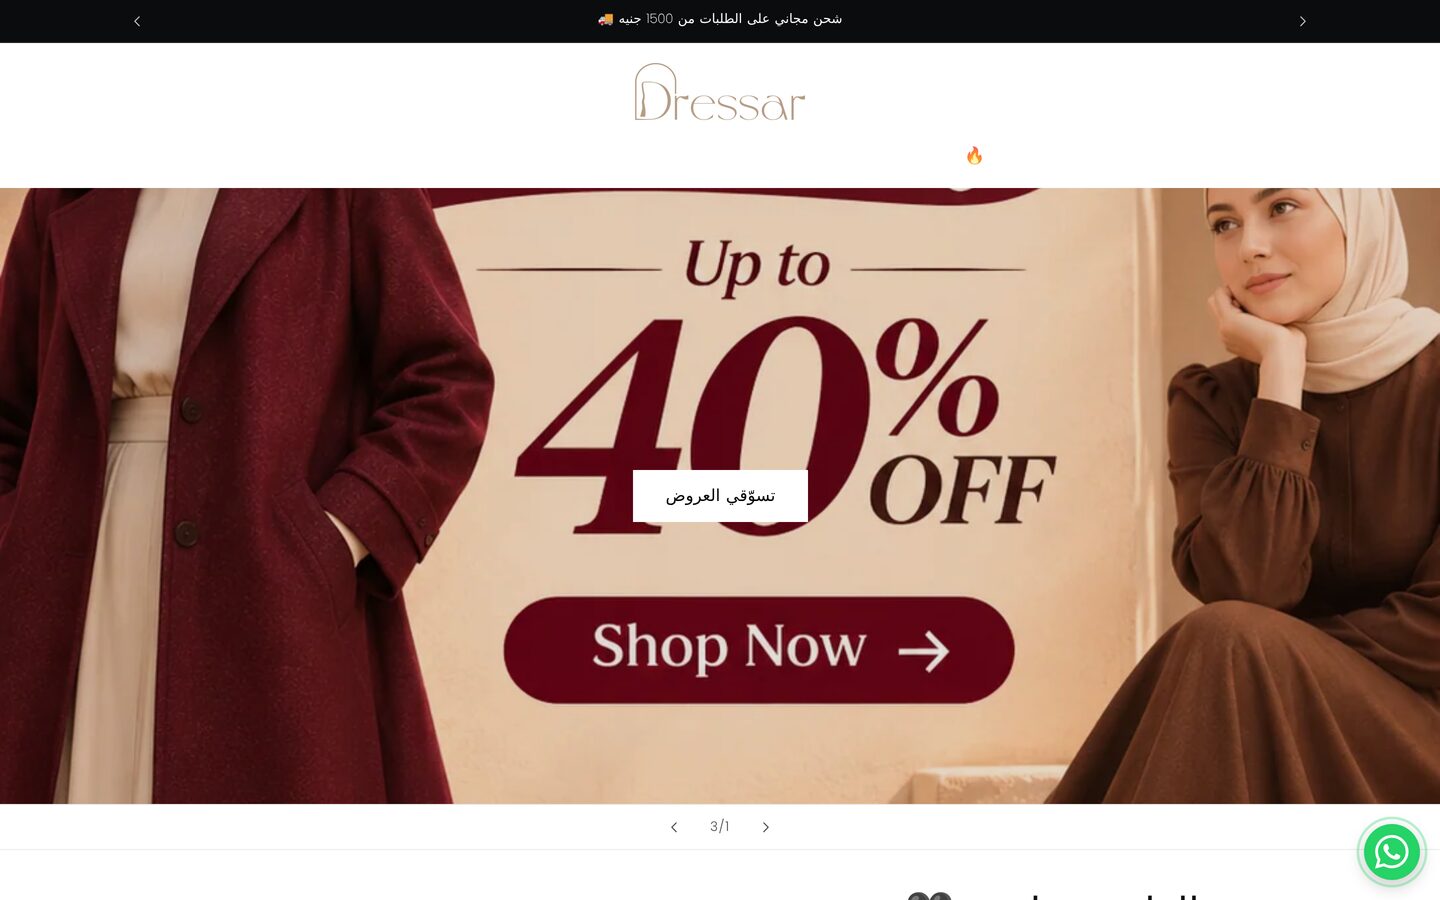 شحن مجاني على الطلبات من 1500 جنيه 🚚
Dressar
🔥
Up to
40%
OFF
تسوّقي العروض
Shop Now →
3/1